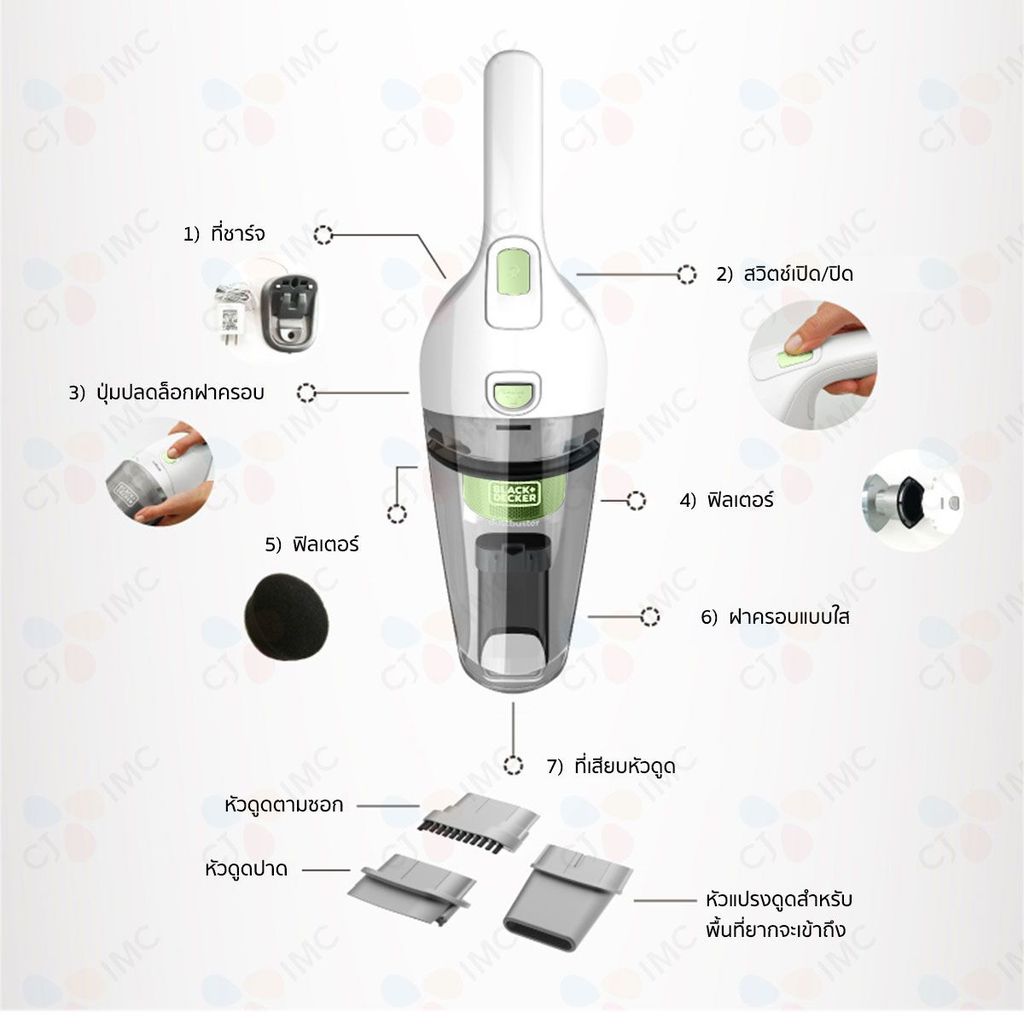 1) ที่ชาร์จ
2) สวิตช์เปิด/ปิด
3) ปุ่มปลดล็อกฝาครอบ
BLACK+
DECKER
dustbuster
4) ฟิลเตอร์
5) ฟิลเตอร์
6) ฝาครอบแบบใส
7) ที่เสียบหัวดูด
หัวดูดตามซอก
หัวดูดปาด
หัวแปรงดูดสำหรับ
พื้นที่ยากจะเข้าถึง
CJ IMC